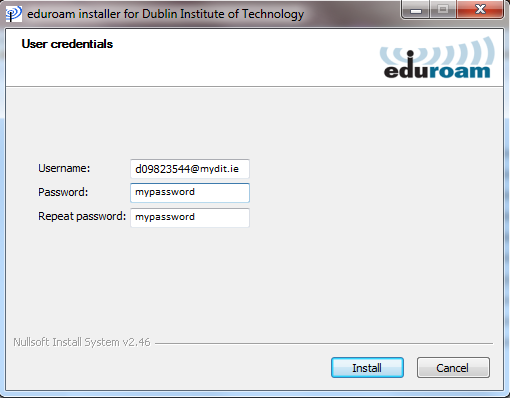 eduroam installer for Dublin Institute of Technology
User credentials
eduroam
Username: d09823544@mydit.ie
Password: mypassword
Repeat password: mypassword
Nullsoft Install System v2.46
Install Cancel